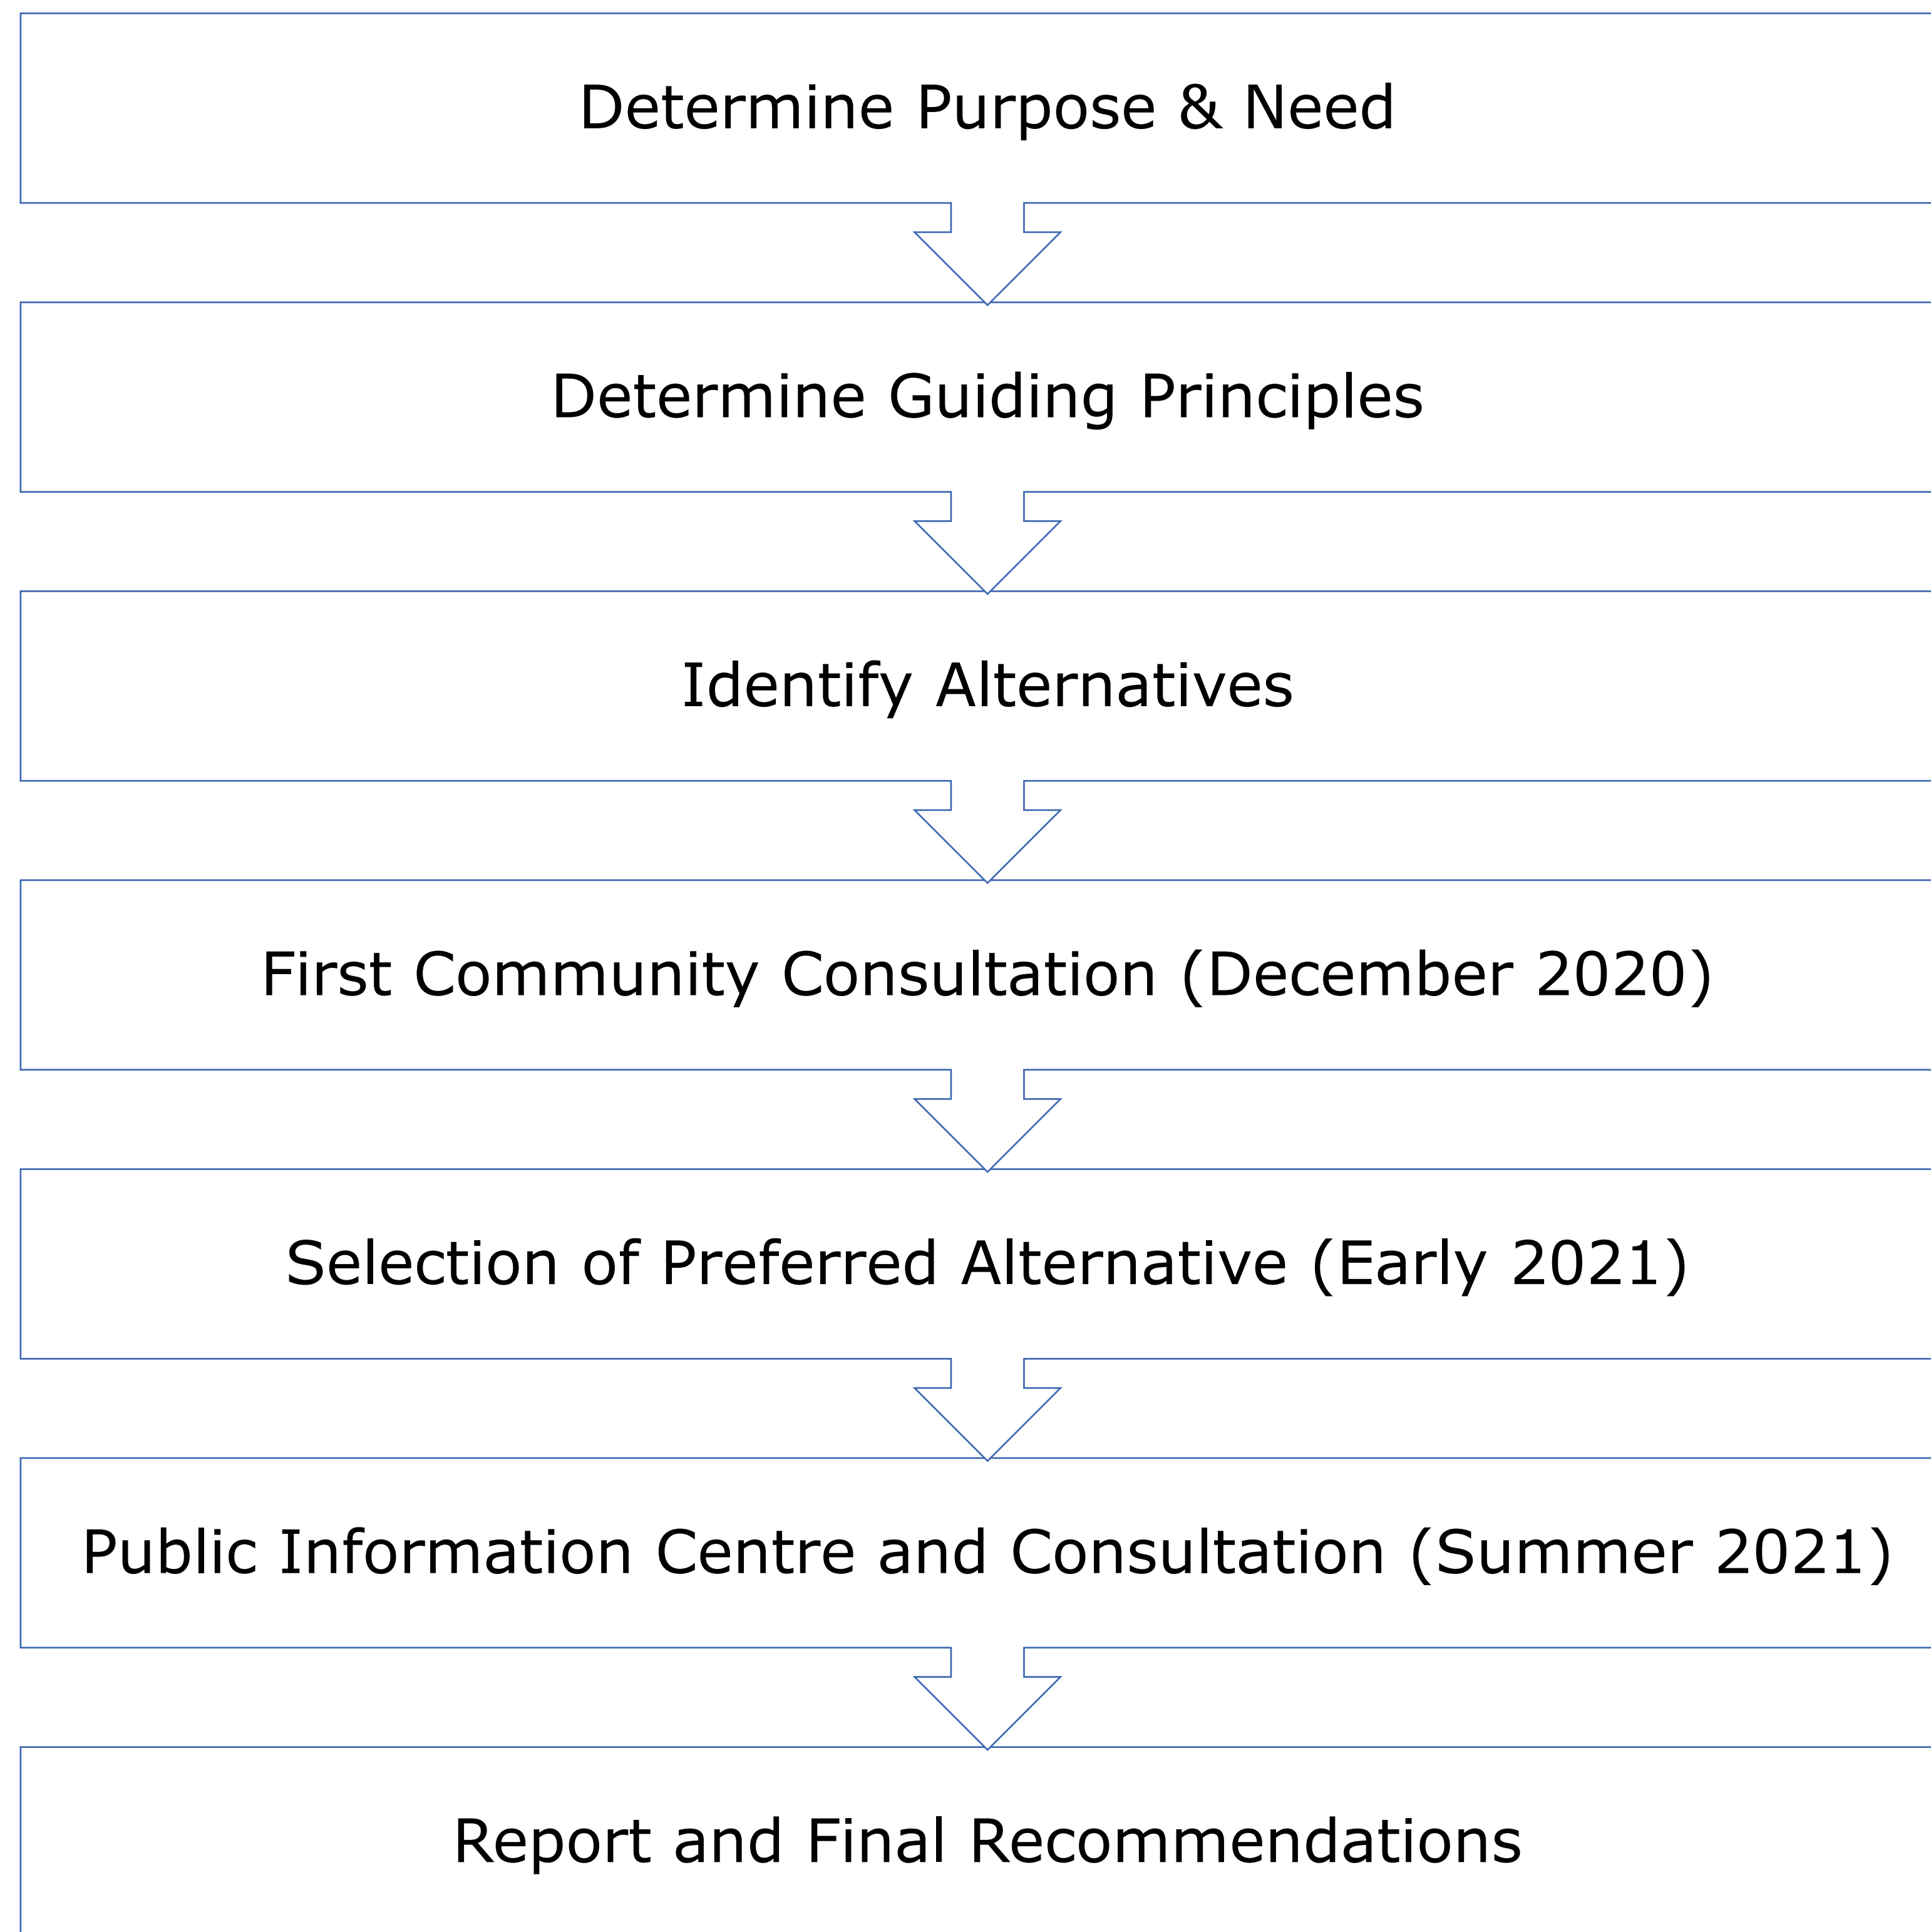 Determine Purpose & Need
Determine Guiding Principles
Identify Alternatives
First Community Consultation (December 2020)
Selection of Preferred Alternative (Early 2021)
Public Information Centre and Consultation (Summer 2021)
Report and Final Recommendations